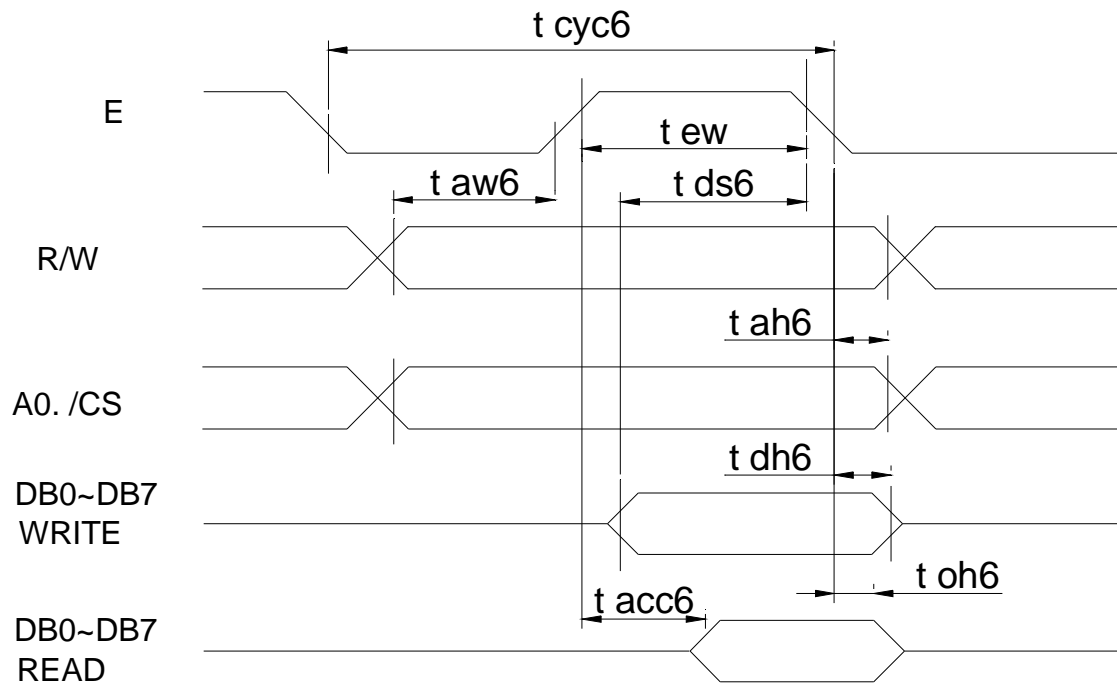 t cyc6
E
t ew
t aw6
t ds6
R/W
t ah6
A0. /CS
t dh6
DB0~DB7
WRITE
t oh6
t acc6
DB0~DB7
READ